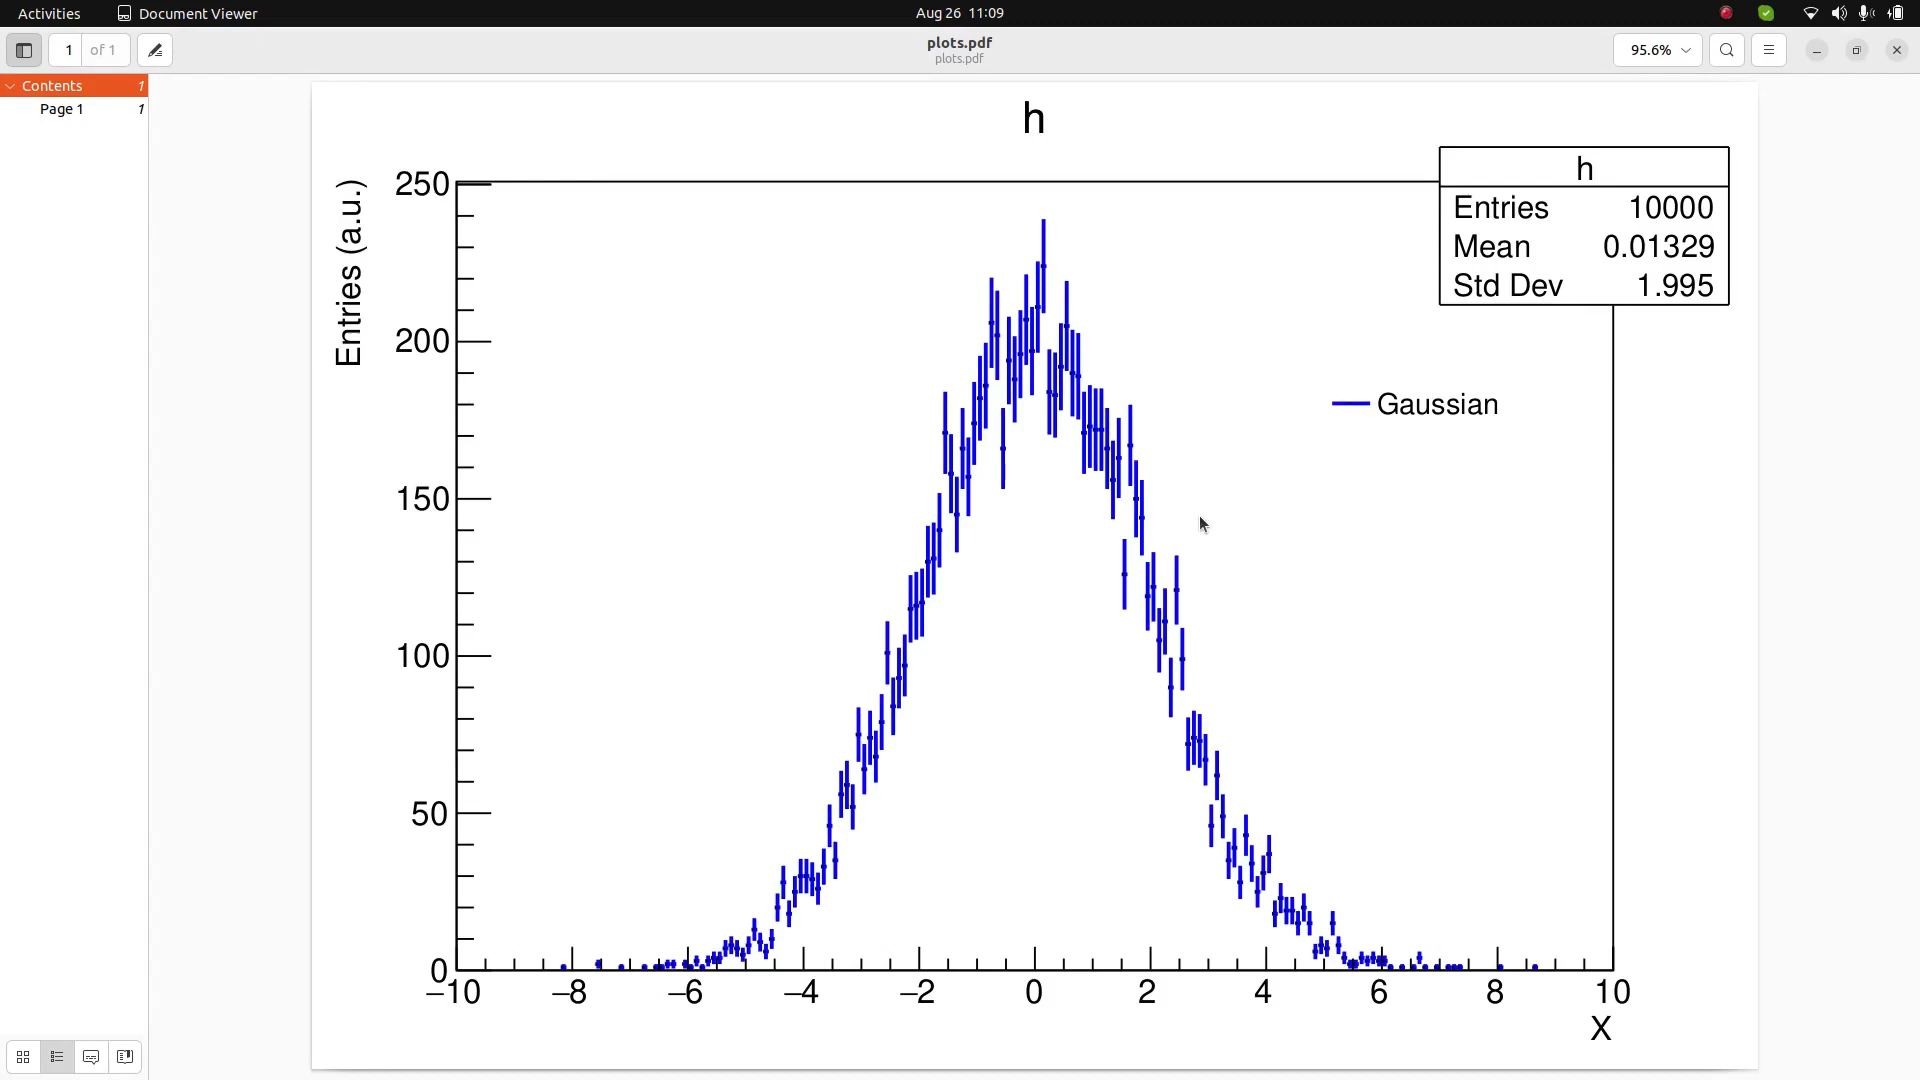 Activities
Document Viewer
Aug 26 11:09
1 of 1
plots.pdf
plots.pdf
95.6%
Contents 1
Page 1 1
h
h
Entries 10000
Mean 0.01329
Std Dev 1.995
Entries (a.u.)
250
200
150
100
50
0
Gaussian
−10 −8 −6 −4 −2 0 2 4 6 8 10
X